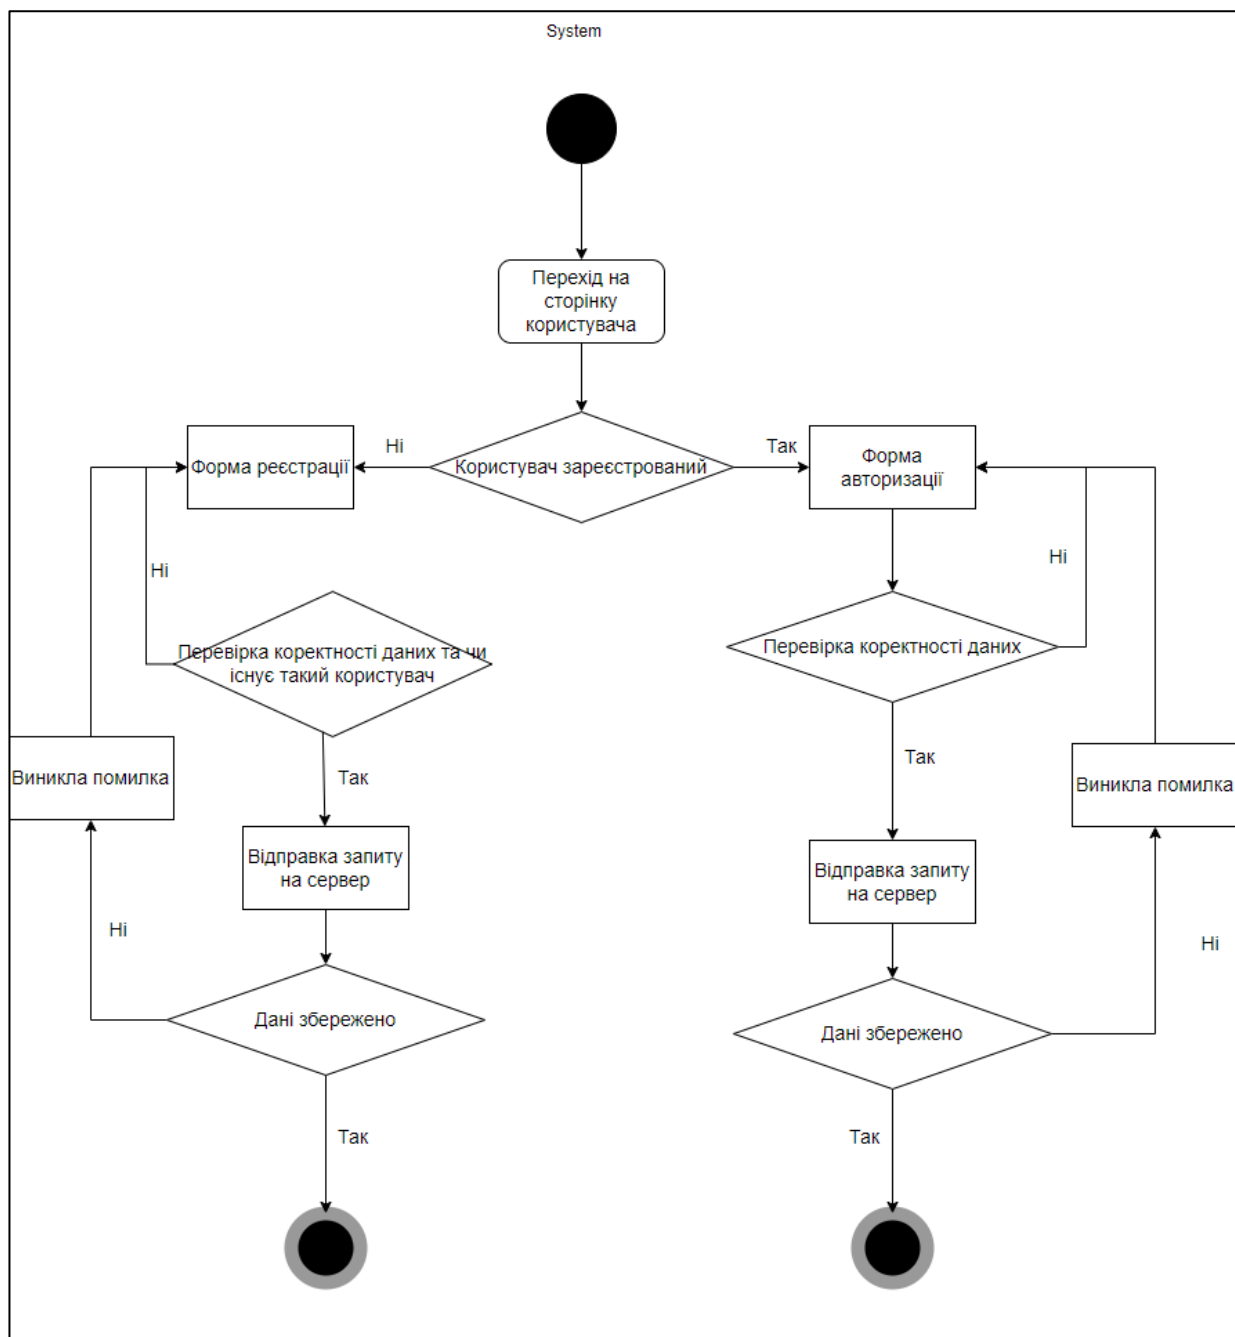 System
Перехід на
сторінку
користувача
Форма реєстрації
Ні
Користувач зареєстрований
Так
Форма
авторизації
Ні
Ні
Перевірка коректності даних та чи
існує такий користувач
Перевірка коректності даних
Виникла помилка
Так
Так
Виникла помилка
Відправка запиту
на сервер
Відправка запиту
на сервер
Ні
Ні
Дані збережено
Дані збережено
Так
Так